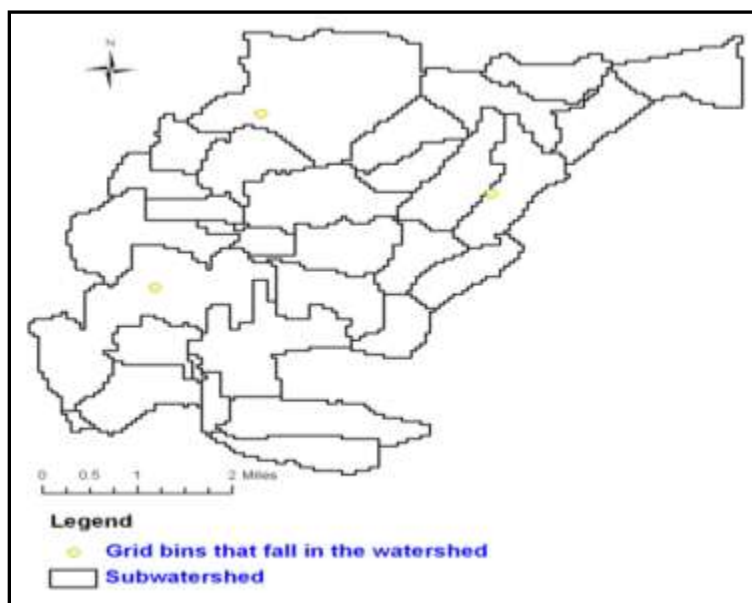 N
0 0.5 1 2 Miles
Legend
Grid bins that fall in the watershed
Subwatershed